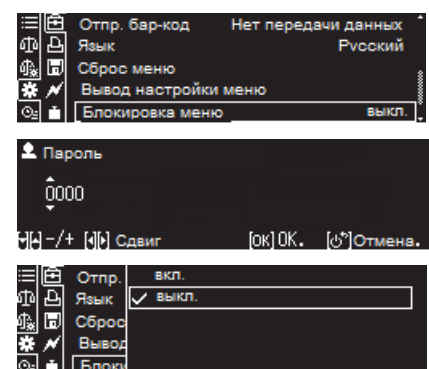 Отпр. бар-код Нет передачи данных
Язык Русский
Сброс меню
Вывод настройки меню
Блокировка меню выкл.
Пароль
0000
-/+ Сдвиг [OK]OK. Отмена.
Отпр. вкл.
Язык выкл.
Сброс
Вывод
Блоки